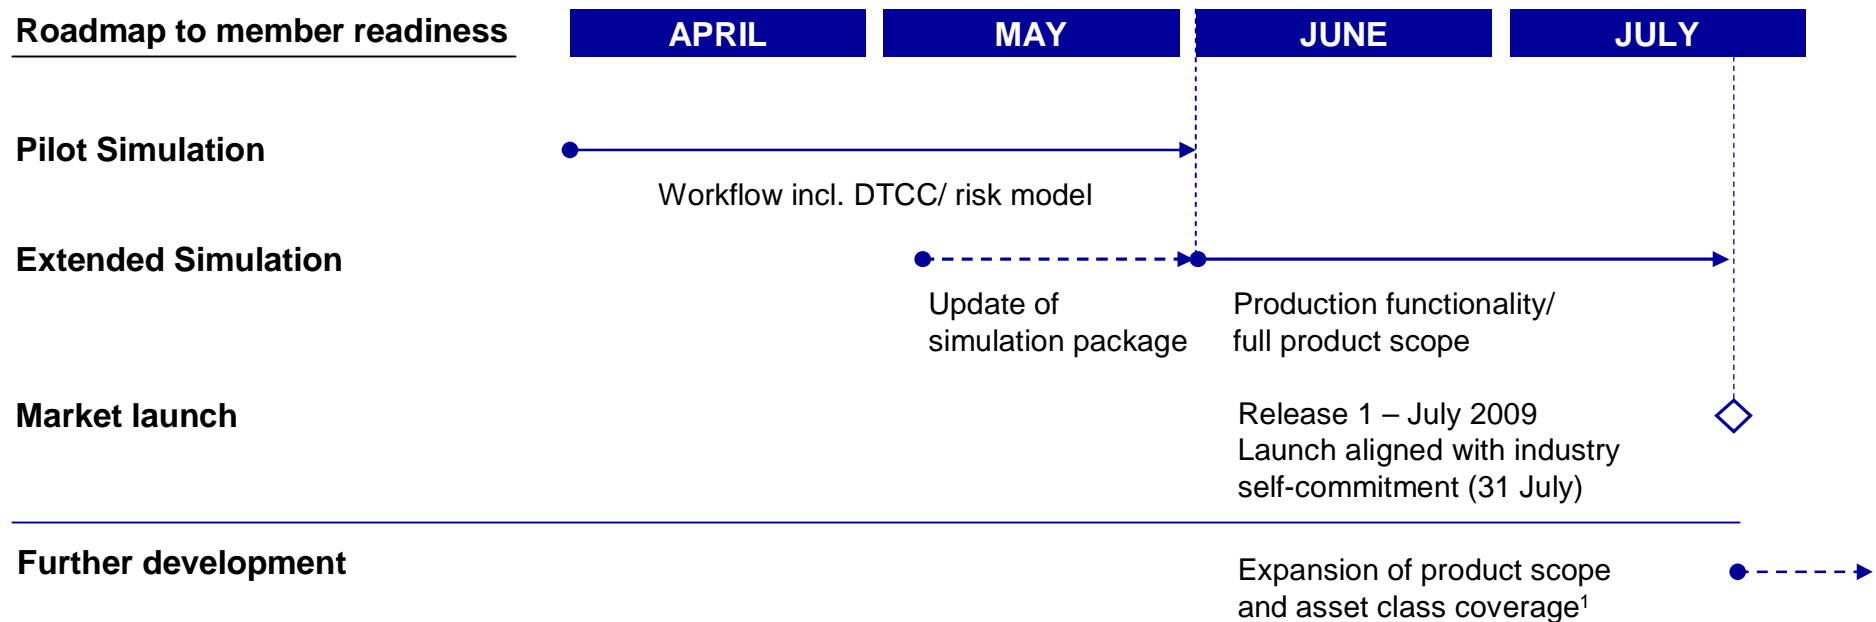 Roadmap to member readiness
APRIL
MAY
JUNE
JULY
Pilot Simulation
Workflow incl. DTCC/ risk model
Extended Simulation
Update of
simulation package
Production functionality/
full product scope
Market launch
Release 1 – July 2009
Launch aligned with industry
self-commitment (31 July)
Further development
Expansion of product scope
and asset class coverage¹